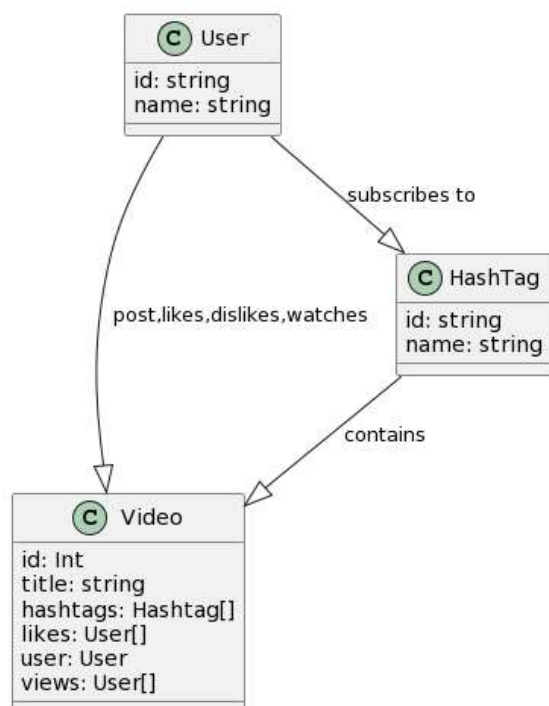 C User
id: string
name: string
subscribes to
C HashTag
id: string
name: string
post,likes,dislikes,watches
contains
C Video
id: Int
title: string
hashtags: Hashtag[]
likes: User[]
user: User
views: User[]